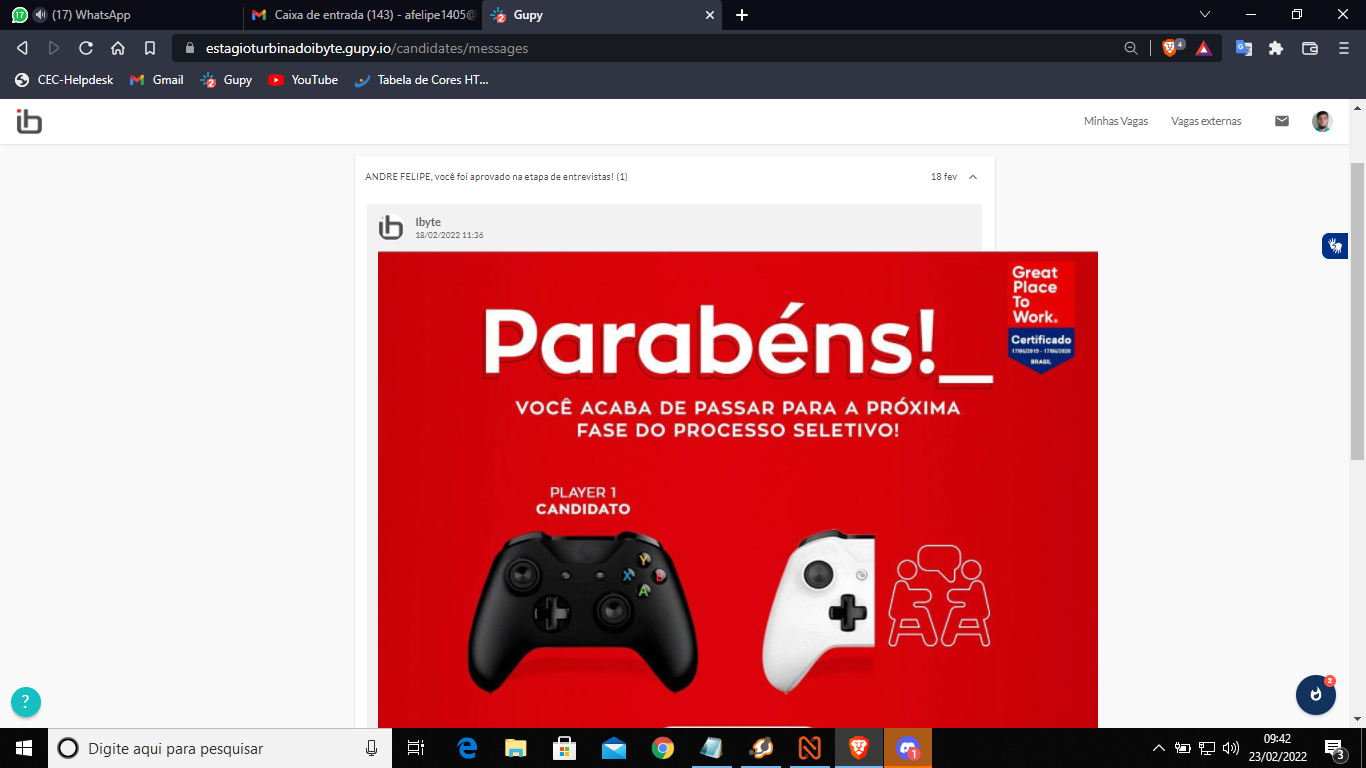 (17) WhatsApp
Caixa de entrada (143) - afelipe1405@
Gupy
estagioturbinadoibyte.gupy.io/candidates/messages
4
CEC-Helpdesk
Gmail
Gupy
YouTube
Tabela de Cores HT...
ib
Minhas Vagas
Vagas externas
ANDRE FELIPE, você foi aprovado na etapa de entrevistas! (1)
18 fev
ib
Ibyte
18/02/2022 11:36
Great
Place
To
Work.
Certificado
17/06/2019 - 17/06/2020
BRASIL
Parabéns!_
VOCÊ ACABA DE PASSAR PARA A PRÓXIMA
FASE DO PROCESSO SELETIVO!
PLAYER 1
CANDIDATO
Y
X
B
A
?
2
Digite aqui para pesquisar
1
09:42
23/02/2022
3